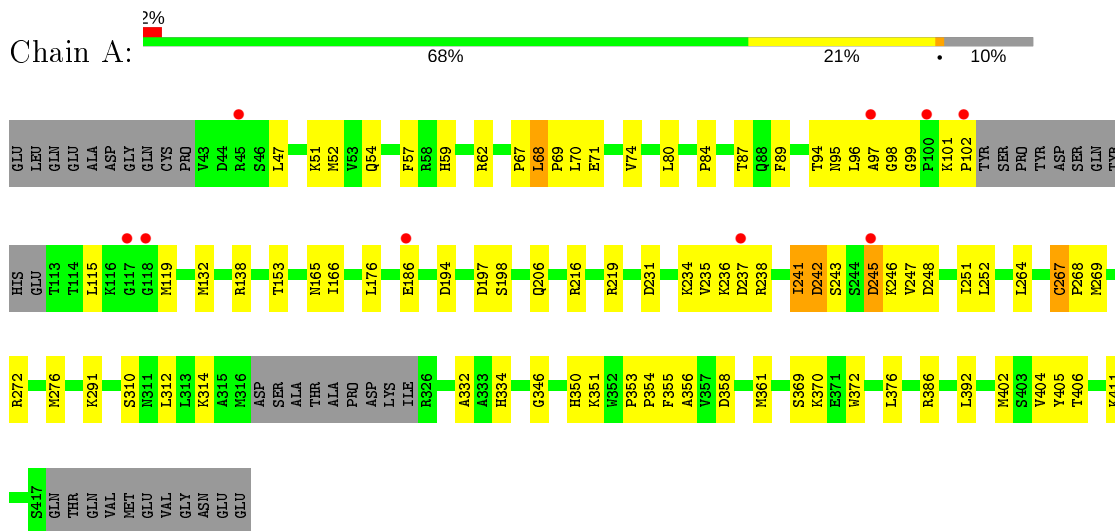 2%
Chain A:
68% 21% • 10%
GLU LEU GLN GLU ALA ASP GLY GLN CYS PRO V43 D44 R45 S46 L47 K51 M52 V53 Q54 F57 R58 H59 R62 P67 L68 P69 L70 E71 V74 L80 P84 T87 Q88 F89 T94 N95 L96 A97 G98 G99 P100 K101 P102 TYR SER PRO TYR ASP SER GLN TYR
HIS GLU T113 T114 L115 K116 G117 G118 M119 M132 R138 T153 N165 I166 L176 E186 D194 D197 S198 Q206 R216 R219 D231 K234 V235 K236 D237 R238 I241 D242 S243 S244 D245 K246 V247 D248 I251 L252 L264 C267 P268 M269
R272 M276 K291 S310 N311 L312 L313 K314 A315 M316 ASP SER ALA THR ALA PRO ASP LYS ILE R326 A332 A333 H334 G346 H350 K351 W352 P353 P354 F355 A356 V357 D358 M361 S369 K370 E371 W372 L376 R386 L392 M402 S403 V404 Y405 T406 K411
S417 GLN THR GLN VAL MET GLU VAL GLY ASN GLU GLU